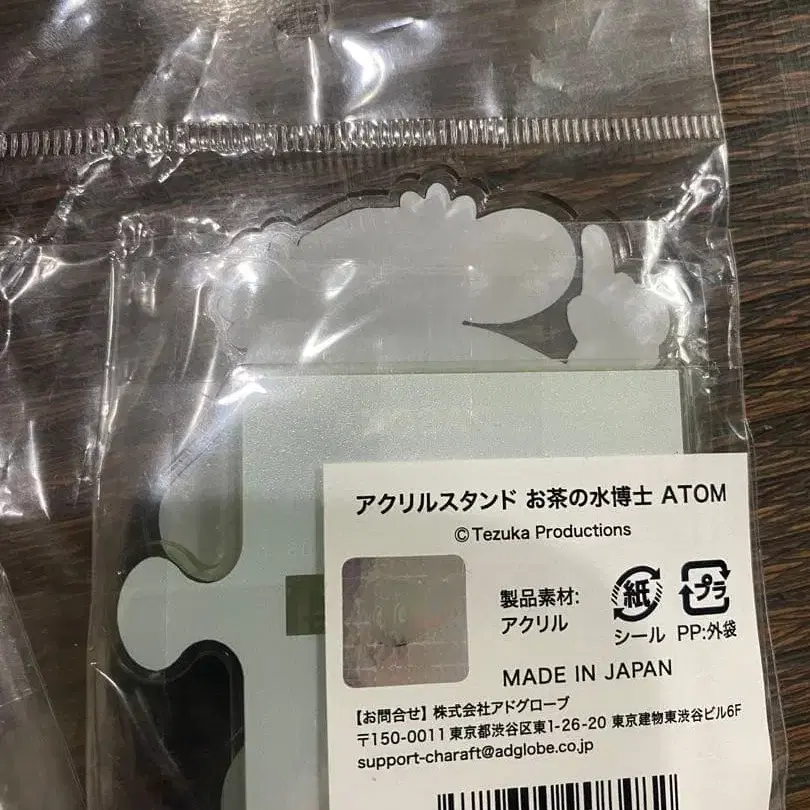 アクリルスタンド お茶の水博士 ATOM
©Tezuka Productions
製品素材:
アクリル
紙
シール
プラ
PP:外袋
MADE IN JAPAN
【お問合せ】株式会社アドグローブ
〒150-0011 東京都渋谷区東1-26-20 東京建物東渋谷ビル6F
support-charaft@adglobe.co.jp